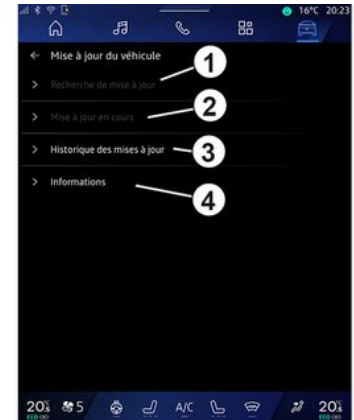 16°C 20:23
Mise à jour du véhicule
1
Recherche de mise à jour
2
Mise à jour en cours
Historique des mises à jour
3
Informations
4
20 5 A/C 20